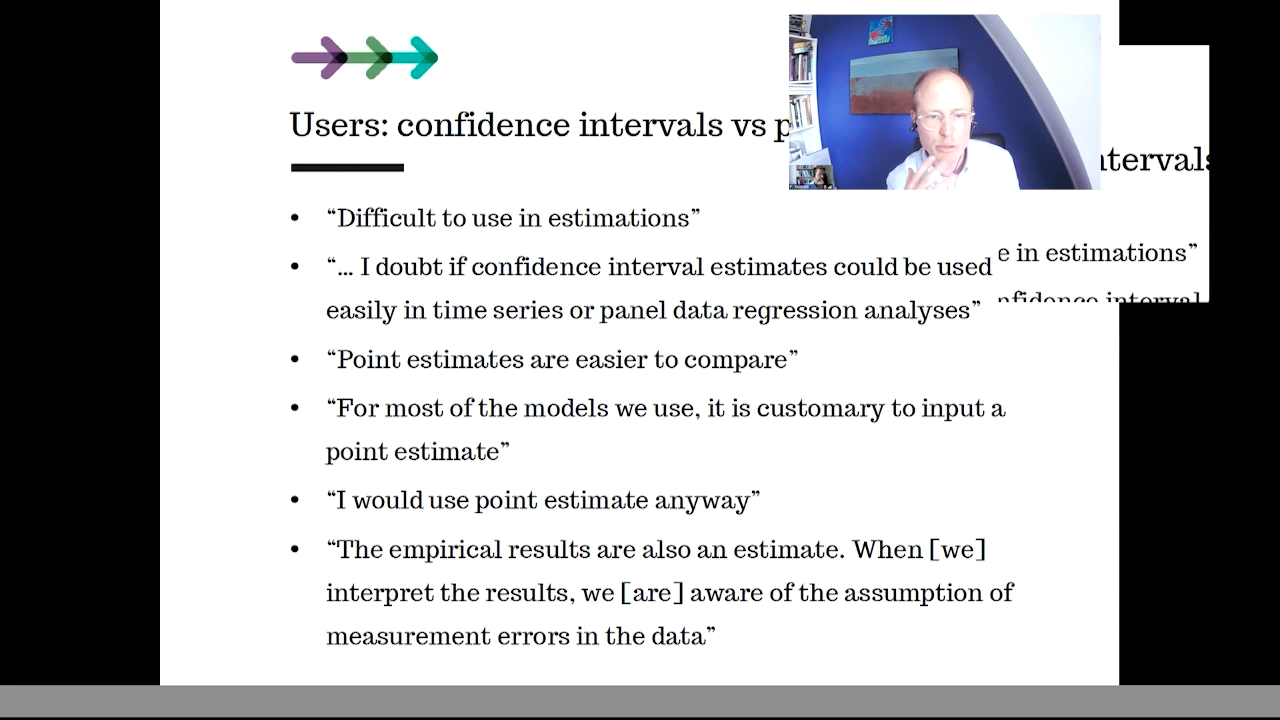 Users: confidence intervals vs p
ntervals
• “Difficult to use in estimations”
e in estimations”
• “... I doubt if confidence interval estimates could be used
easily in time series or panel data regression analyses”
nfidence interval
• “Point estimates are easier to compare”
• “For most of the models we use, it is customary to input a
point estimate”
• “I would use point estimate anyway”
• “The empirical results are also an estimate. When [we]
interpret the results, we [are] aware of the assumption of
measurement errors in the data”